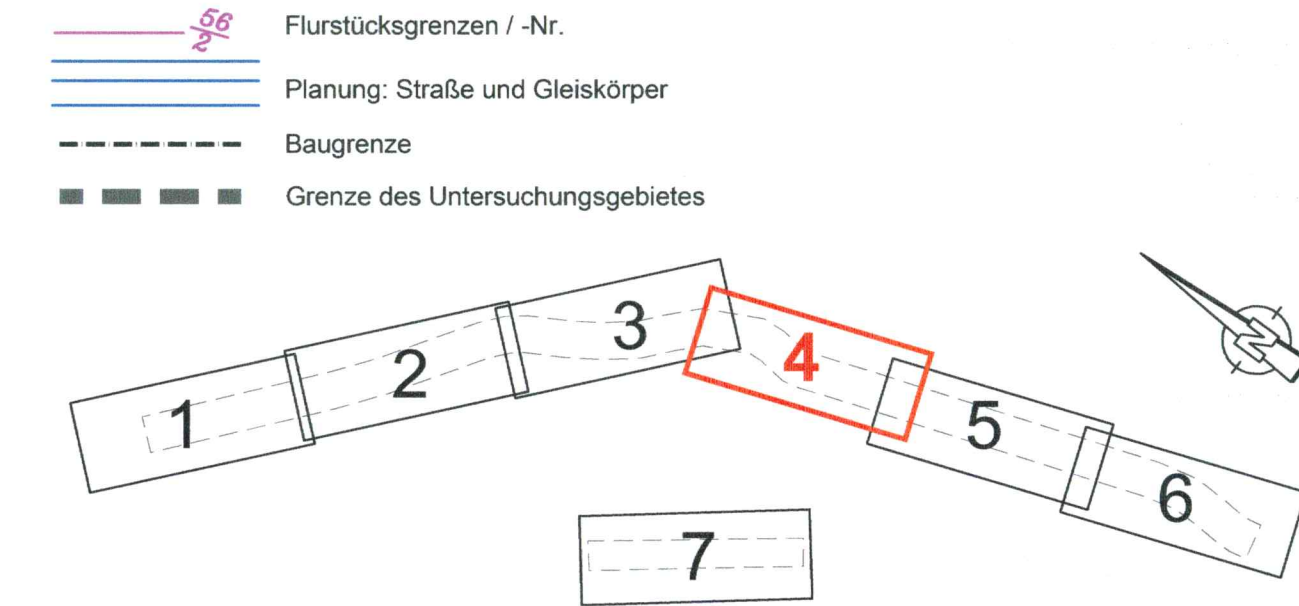 56
2
Flurstücksgrenzen / -Nr.
Planung: Straße und Gleiskörper
Baugrenze
Grenze des Untersuchungsgebietes
1
2
3
4
5
6
7
N